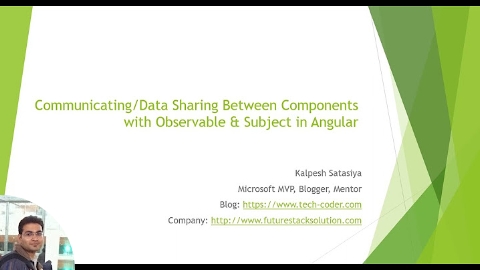 Communicating/Data Sharing Between Components
with Observable & Subject in Angular
Kalpesh Satasiya
Microsoft MVP, Blogger, Mentor
Blog: https://www.tech-coder.com
Company: http://www.futurestacksolution.com